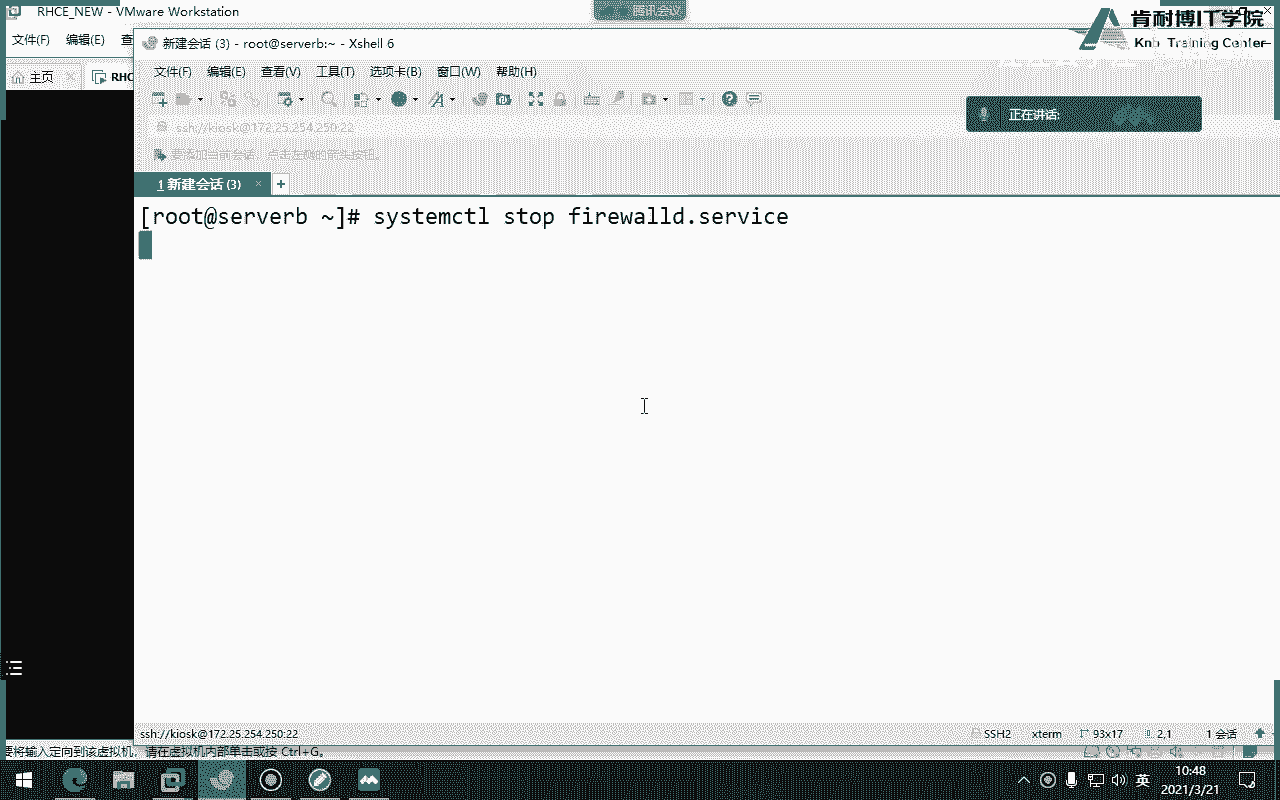 RHCE_NEW - VMware Workstation
腾讯会议
肯耐博IT学院
文件(F) 编辑(E) 查
新建会话 (3) - root@serverb:~ - Xshell 6
Knb Training Center
主页 × RHC
文件(F) 编辑(E) 查看(V) 工具(T) 选项卡(B) 窗口(W) 帮助(H)
正在讲话:
ssh://kiosk@172.25.254.250:22
要添加当前会话，点击左侧的箭头按钮。
1 新建会话 (3) × +
[root@serverb ~]# systemctl stop firewalld.service
ssh://kiosk@172.25.254.250:22 SSH2 xterm 93x17 2,1 1 会话
要将输入定向到该虚拟机，请在虚拟机内部单击或按 Ctrl+G。
英 10:48
2021/3/21